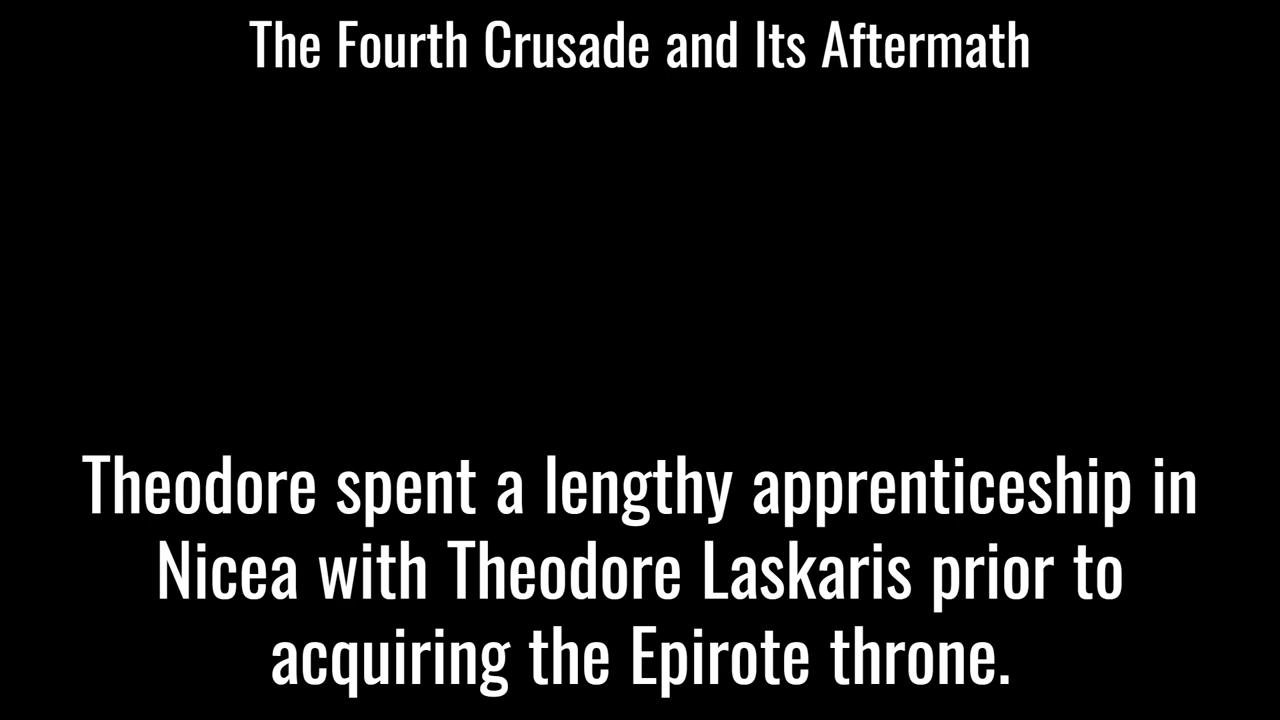 The Fourth Crusade and Its Aftermath
Theodore spent a lengthy apprenticeship in
Nicea with Theodore Laskaris prior to
acquiring the Epirote throne.